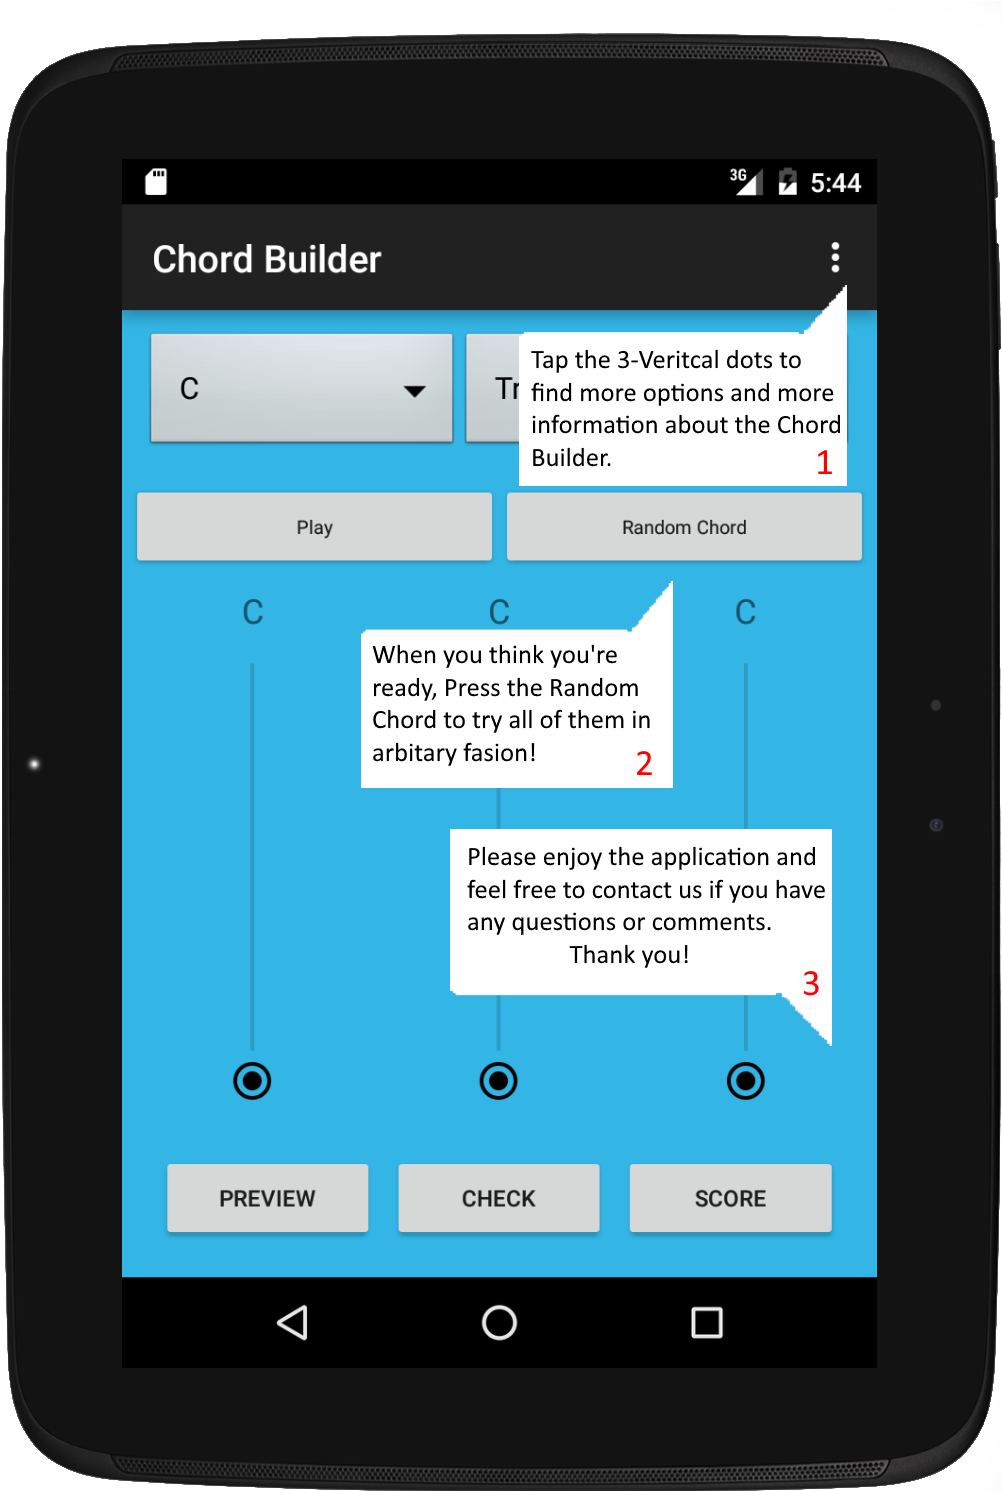 3G 5:44
Chord Builder
C
Tr
Tap the 3-Veritcal dots to
find more options and more
information about the Chord
Builder.
1
Play
Random Chord
C
C
C
When you think you're
ready, Press the Random
Chord to try all of them in
arbitary fasion!
2
Please enjoy the application and
feel free to contact us if you have
any questions or comments.
Thank you!
3
PREVIEW
CHECK
SCORE